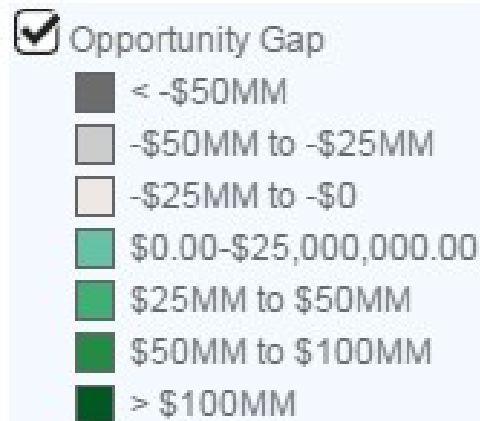 Opportunity Gap
< -$50MM
-$50MM to -$25MM
-$25MM to -$0
$0.00-$25,000,000.00
$25MM to $50MM
$50MM to $100MM
> $100MM